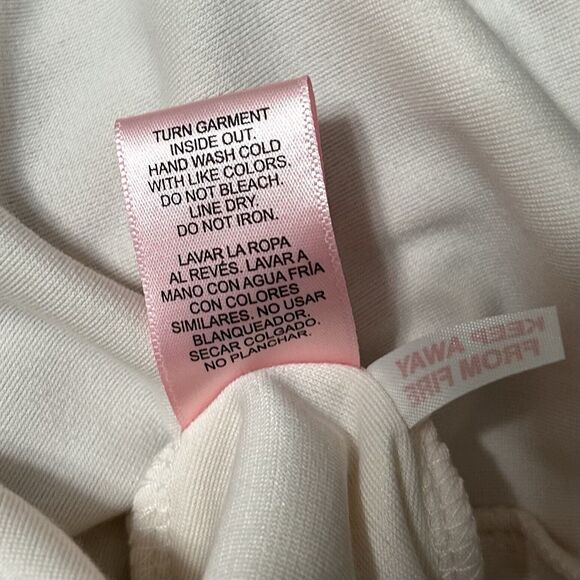 TURN GARMENT
INSIDE OUT.
HAND WASH COLD
WITH LIKE COLORS.
DO NOT BLEACH.
LINE DRY.
DO NOT IRON.
LAVAR LA ROPA
AL REVÉS. LAVAR A
MANO CON AGUA FRÍA
CON COLORES
SIMILARES. NO USAR
BLANQUEADOR.
SECAR COLGADO.
NO PLANCHAR.
KEEP AWAY
FROM FIRE